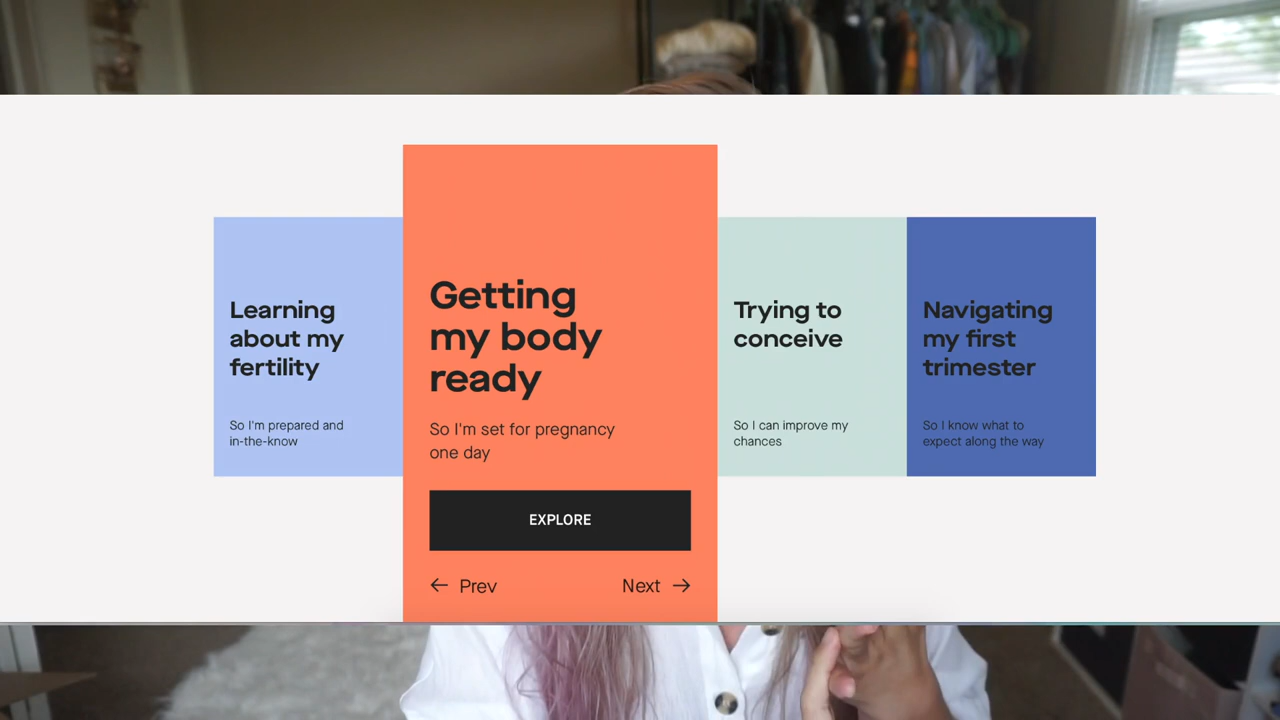 Learning
about my
fertility
So I'm prepared and
in-the-know
Getting
my body
ready
So I'm set for pregnancy
one day
EXPLORE
← Prev
Next →
Trying to
conceive
So I can improve my
chances
Navigating
my first
trimester
So I know what to
expect along the way